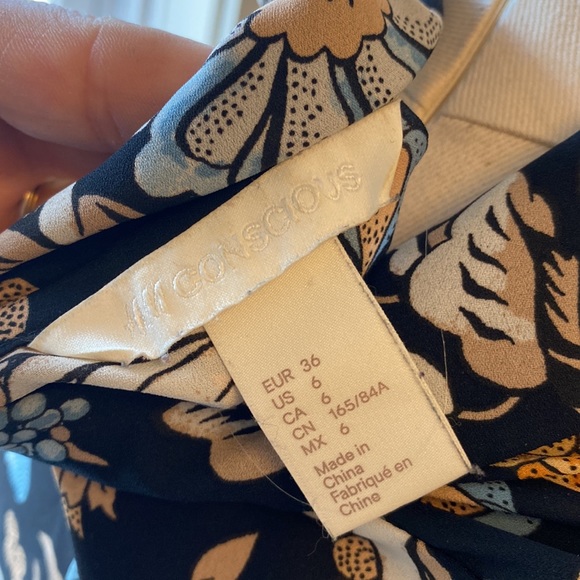 H&M CONSCIOUS
EUR 36
US 6
CA 6
CN 165/84A
MX 6
Made in
China
Fabriqué en
Chine